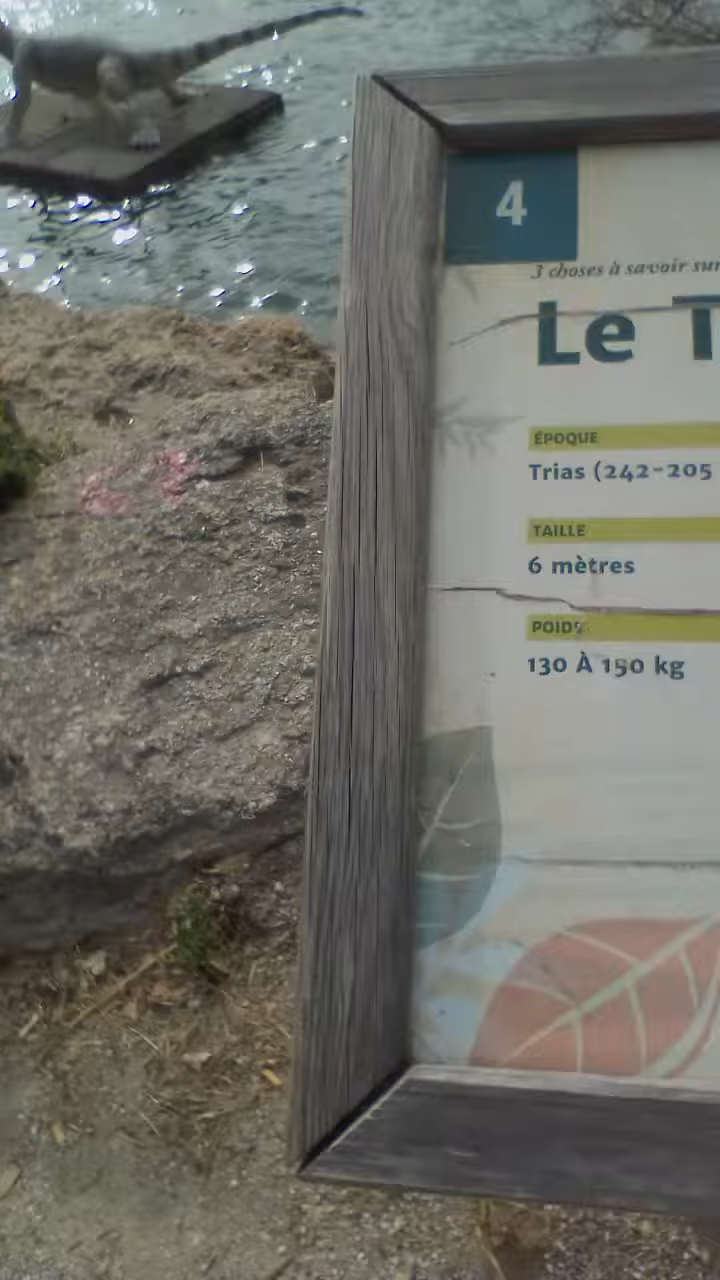 4
3 choses à savoir sur
Le T
ÉPOQUE
Trias (242-205
TAILLE
6 mètres
POIDS
130 À 150 kg